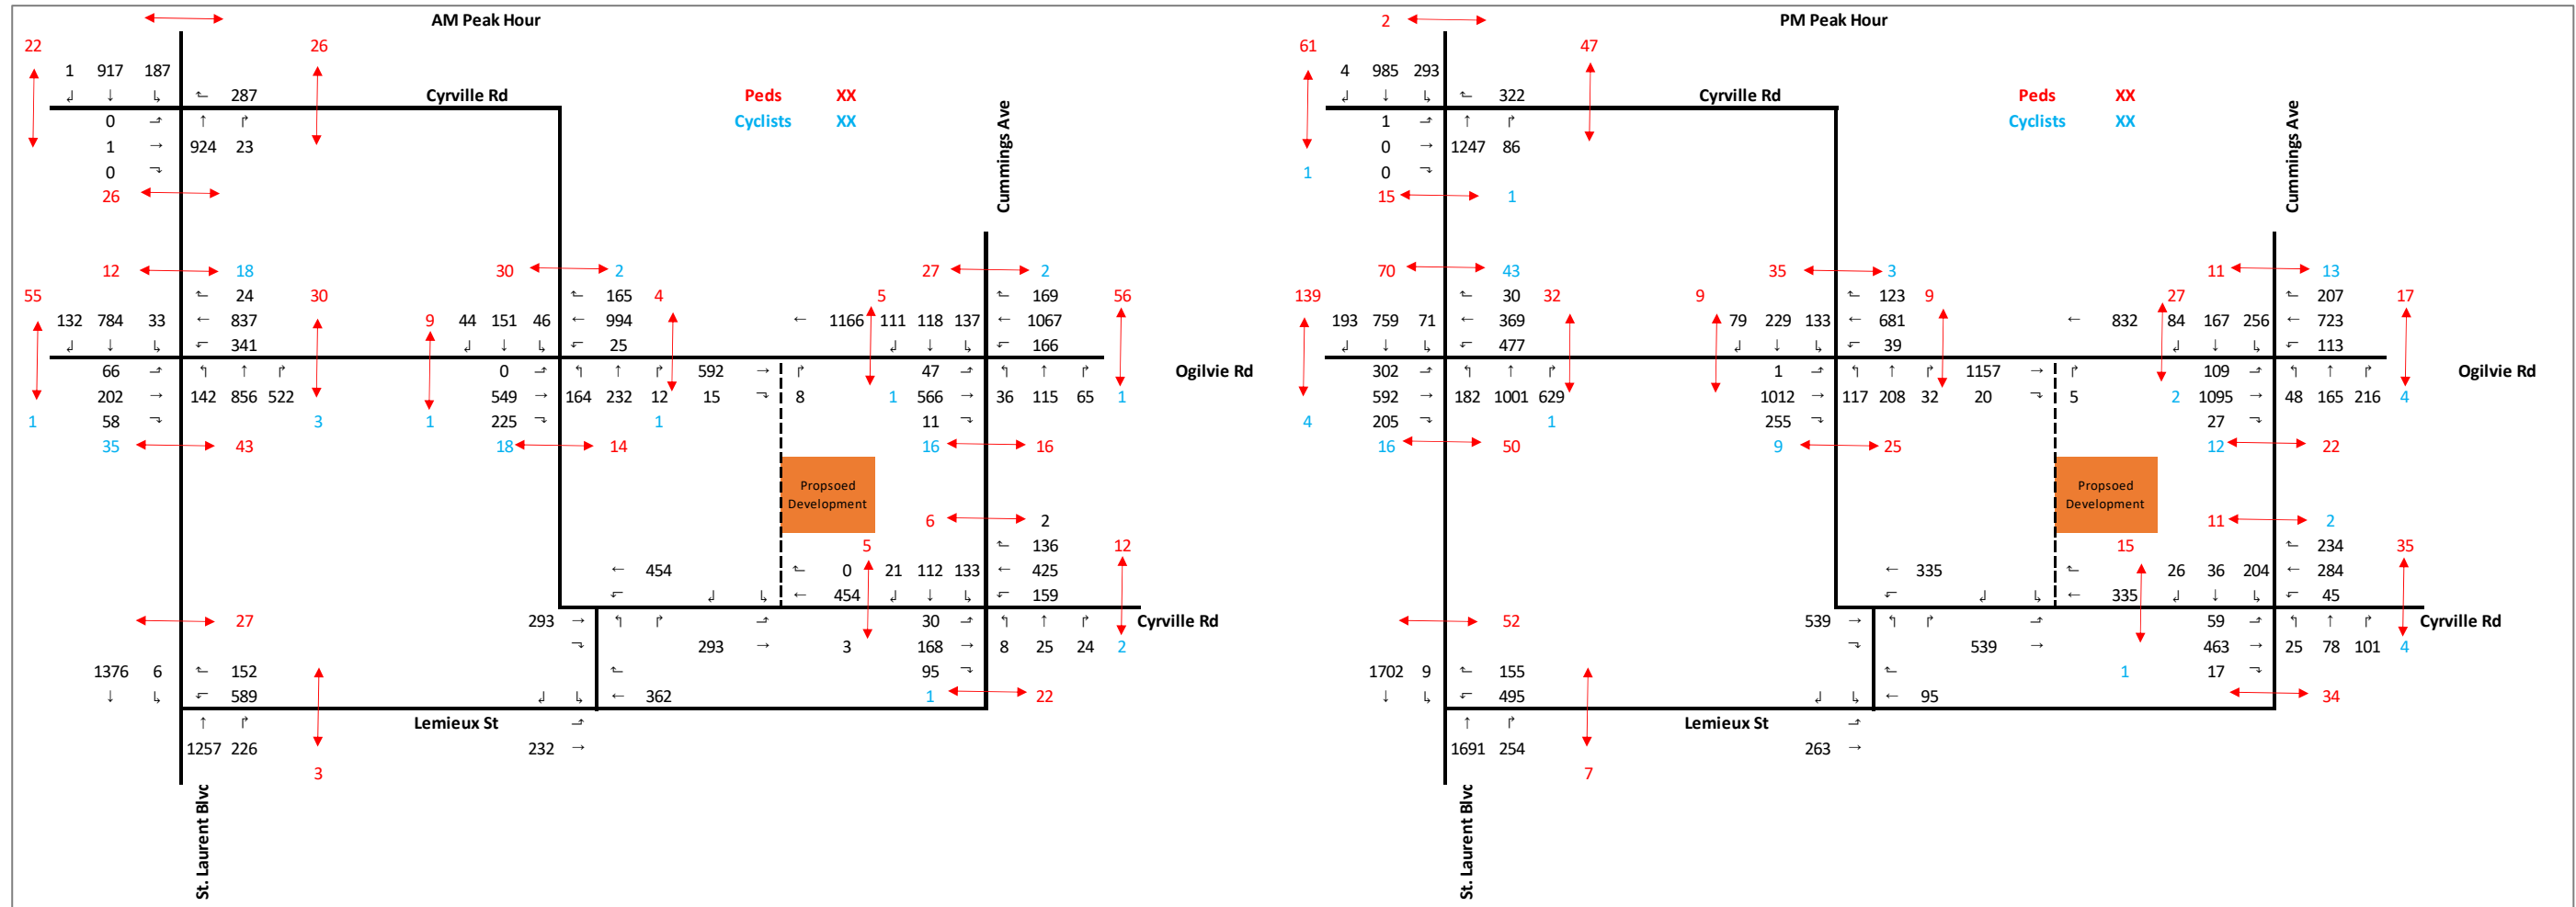 AM Peak Hour
22 26
1 917 187
287
Cyrville Rd
Peds XX
0
Cyclists XX
1 924 23
0
26
Cummings Ave
12 18 30 2 27 2
55 24 30 165 4 5 169 56
132 784 33 837 9 44 151 46 994 1166 111 118 137 1067
341 25 166
Ogilvie Rd
66 0 592 47
202 142 856 522 549 164 232 12 15 8 1 566 36 115 65 1
1 58 3 1 225 1 11
35 43 18 14 16 16
Propsoed
Development
6 2
5 136 12
454 0 21 112 133 425
454 159
27 293 30 Cyrville Rd
293 3 168 8 25 24 2
1376 6 152 95
589 362 1 22
Lemieux St
1257 226 232
3
St. Laurent Blvd
2 PM Peak Hour
61 47
4 985 293
322
Cyrville Rd
Peds XX
1
Cyclists XX
0 1247 86
1 0
15 1
Cummings Ave
70 43 35 3 11 13
139 30 32 9 123 9 27 207 17
193 759 71 369 79 229 133 681 832 84 167 256 723
477 39 113
Ogilvie Rd
302 1 1157 109
592 182 1001 629 1012 117 208 32 20 5 2 1095 48 165 216 4
4 205 1 255 27
16 50 9 25 12 22
Propsoed
Development
11 2
15 234 35
335 26 36 204 284
335 45
52 539 59 Cyrville Rd
539 463 25 78 101 4
1702 9 155 1 17
495 95 34
Lemieux St
1691 254 263
7
St. Laurent Blvd